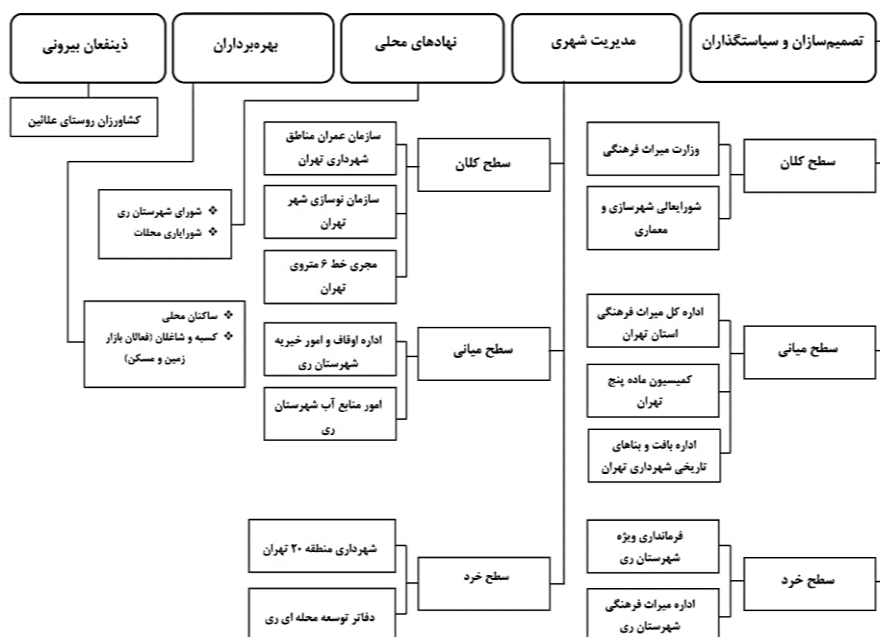 تصمیم‌سازان و سیاستگذاران
مدیریت شهری
نهادهای محلی
بهره‌برداران
ذینفعان بیرونی
سطح کلان
وزارت میراث فرهنگی
شورایعالی شهرسازی و
معماری
سطح میانی
اداره کل میراث فرهنگی
استان تهران
کمیسیون ماده پنج
تهران
اداره بافت و بناهای
تاریخی شهرداری تهران
سطح خرد
فرمانداری ویژه
شهرستان ری
اداره میراث فرهنگی
شهرستان ری
سطح کلان
سازمان عمران مناطق
شهرداری تهران
سازمان نوسازی شهر
تهران
مجری خط ۶ متروی
تهران
سطح میانی
اداره اوقاف و امور خیریه
شهرستان ری
امور منابع آب شهرستان
ری
سطح خرد
شهرداری منطقه ۲۰ تهران
دفاتر توسعه محله ای ری
❖ شورای شهرستان ری
❖ شورایاری محلات
❖ ساکنان محلی
❖ کسبه و شاغلان (فعالان بازار
زمین و مسکن)
کشاورزان روستای علائین